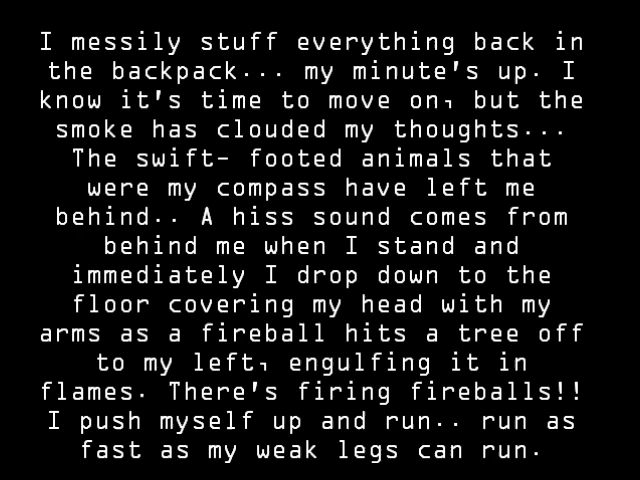 I messily stuff everything back in
the backpack... my minute's up. I
know it's time to move on, but the
smoke has clouded my thoughts...
The swift- footed animals that
were my compass have left me
behind.. A hiss sound comes from
behind me when I stand and
immediately I drop down to the
floor covering my head with my
arms as a fireball hits a tree off
to my left, engulfing it in
flames. There's firing fireballs!!
I push myself up and run.. run as
fast as my weak legs can run.